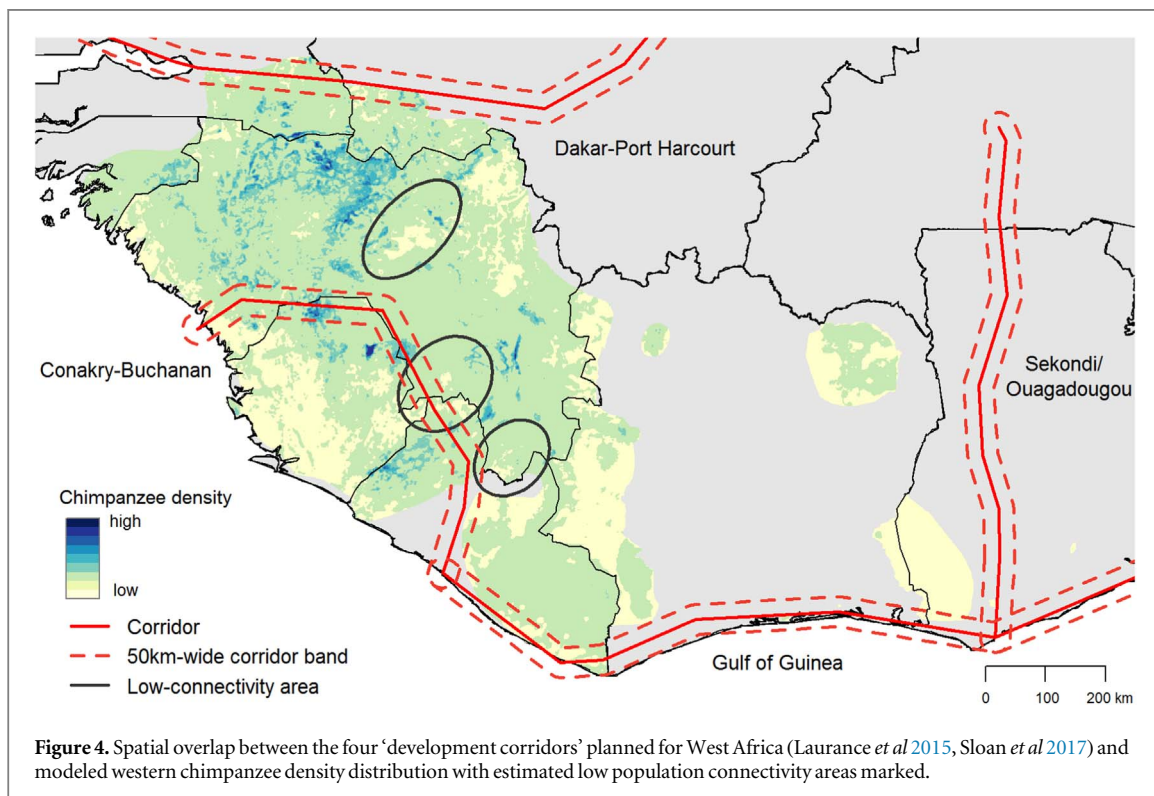 Dakar-Port Harcourt
Conakry-Buchanan
Sekondi/
Ouagadougou
Chimpanzee density
high
low
Corridor
50km-wide corridor band
Low-connectivity area
Gulf of Guinea
0 100 200 km
Figure 4. Spatial overlap between the four ‘development corridors’ planned for West Africa (Laurance et al 2015, Sloan et al 2017) and
modeled western chimpanzee density distribution with estimated low population connectivity areas marked.